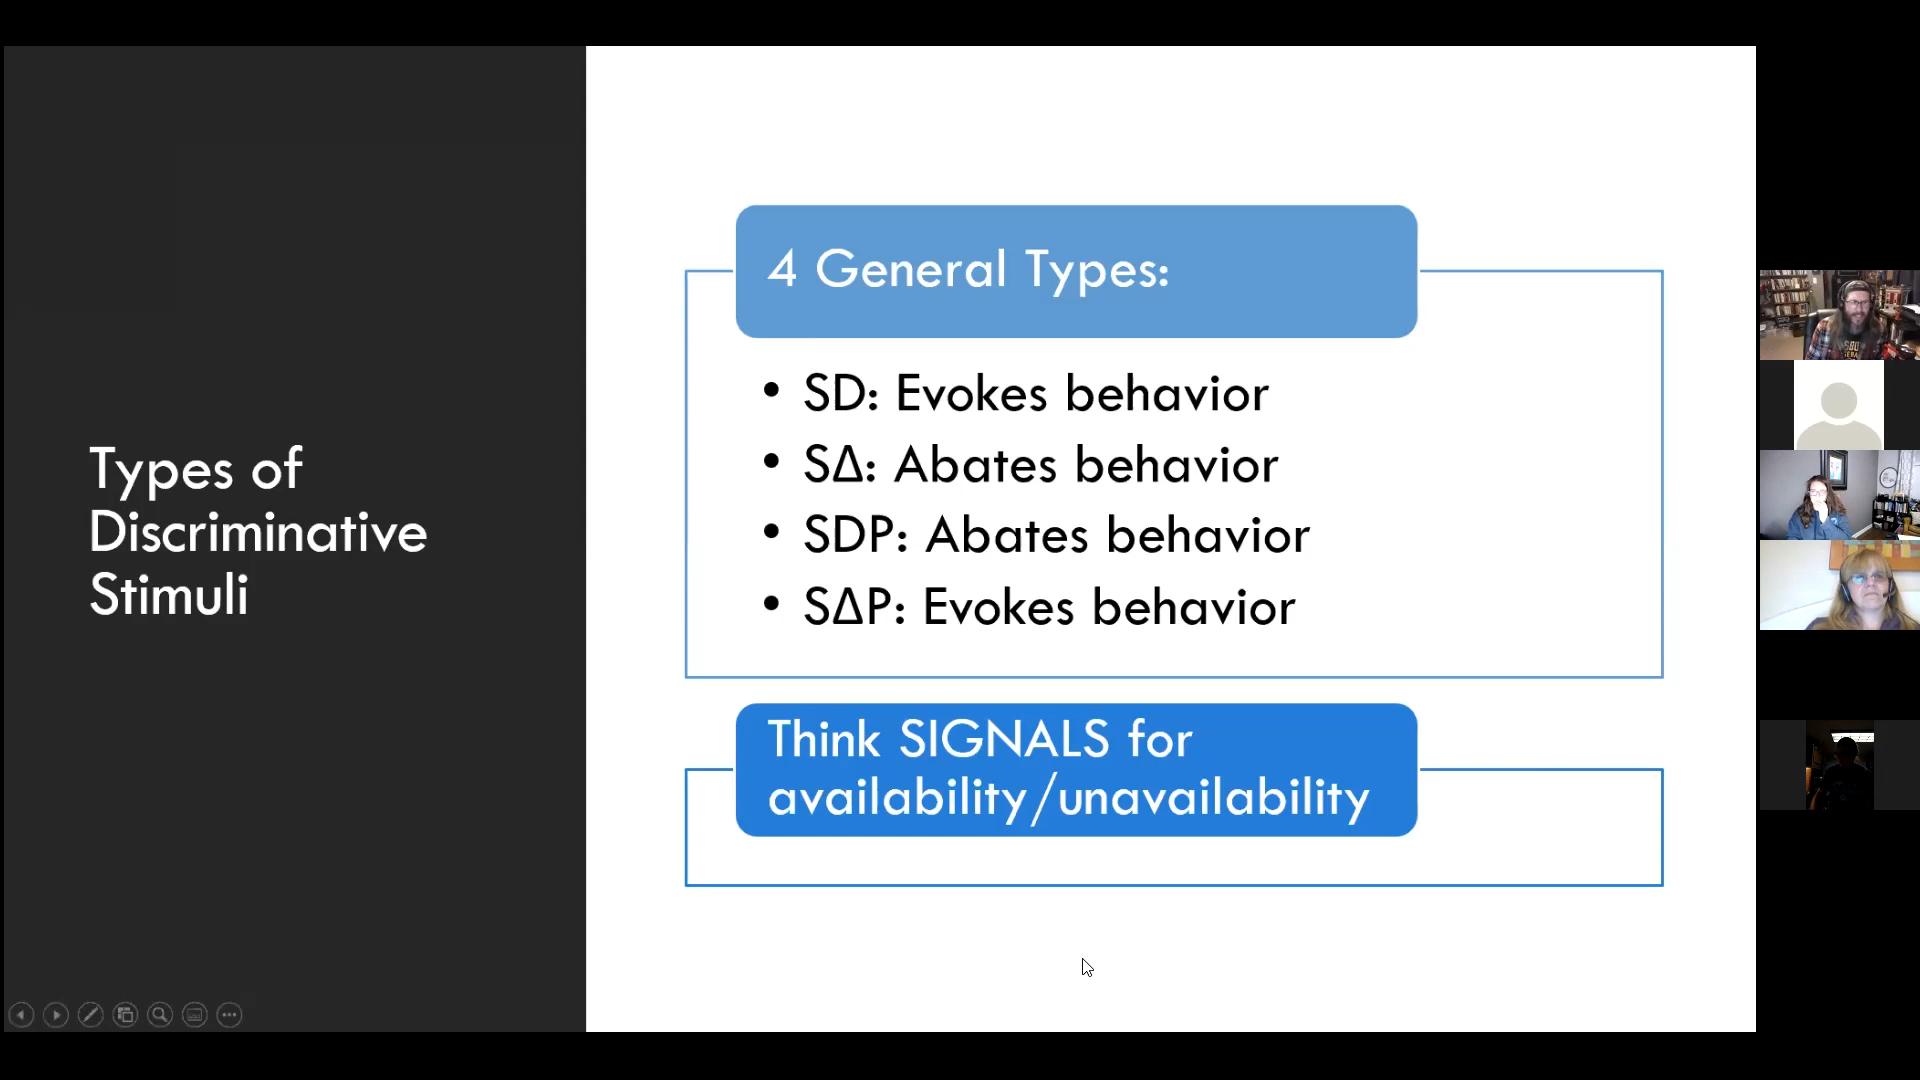 Types of
Discriminative
Stimuli
4 General Types:
• SD: Evokes behavior
• SΔ: Abates behavior
• SDP: Abates behavior
• SΔP: Evokes behavior
Think SIGNALS for
availability/unavailability